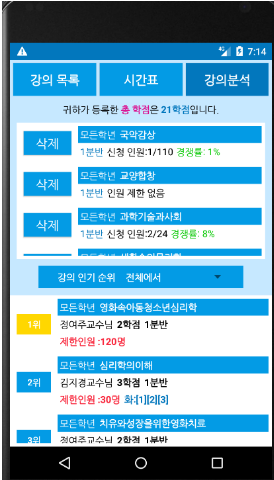 7:14
강의 목록 시간표 강의분석
귀하가 등록한 총 학점은 21학점입니다.
모든학년 국악감상
삭제
1분반 신청 인원:1/110 경쟁률: 1%
모든학년 교양합창
삭제
1분반 인원 제한 없음
모든학년 과학기술과사회
삭제
1분반 신청 인원:2/24 경쟁률: 8%
모든학년
강의 인기 순위 전체에서
모든학년 영화속아동청소년심리학
1위 정여주교수님 2학점 1분반
제한인원 :120명
모든학년 심리학의이해
2위 김지경교수님 3학점 1분반
제한인원 :30명 화:[1][2][3]
모든학년 치유와성장을위한영화치료
3위 정여주교수님 2학점 1분반